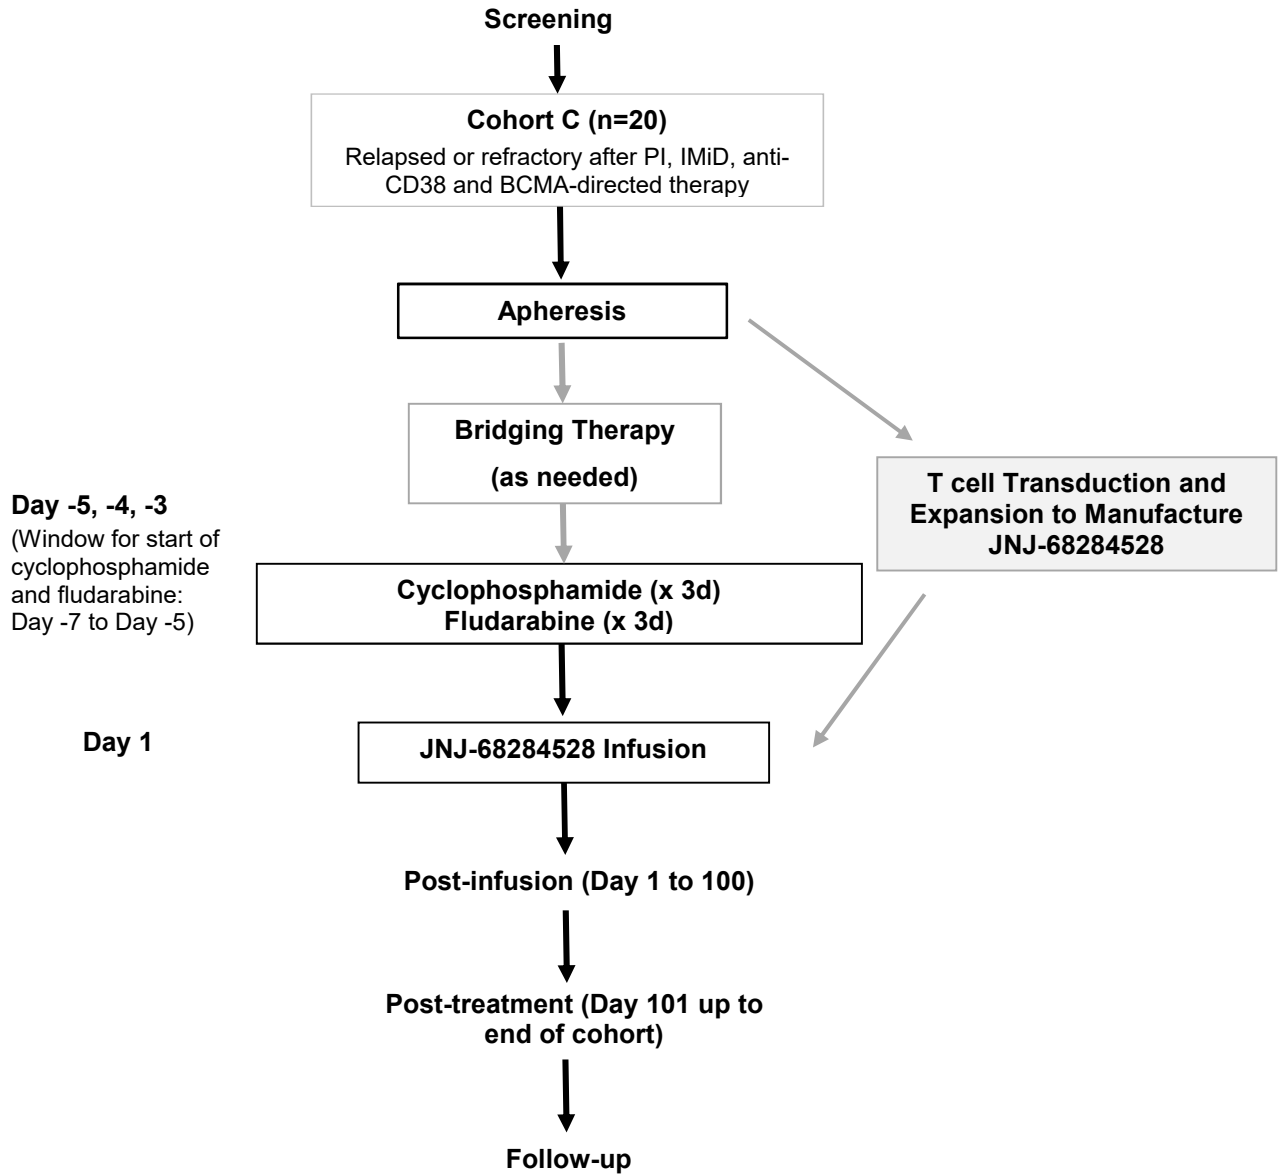 Screening
Cohort C (n=20)
Relapsed or refractory after PI, IMiD, anti-
CD38 and BCMA-directed therapy
Apheresis
Bridging Therapy
(as needed)
T cell Transduction and
Expansion to Manufacture
JNJ-68284528
Day -5, -4, -3
(Window for start of
cyclophosphamide
and fludarabine:
Day -7 to Day -5)
Cyclophosphamide (x 3d)
Fludarabine (x 3d)
Day 1
JNJ-68284528 Infusion
Post-infusion (Day 1 to 100)
Post-treatment (Day 101 up to
end of cohort)
Follow-up